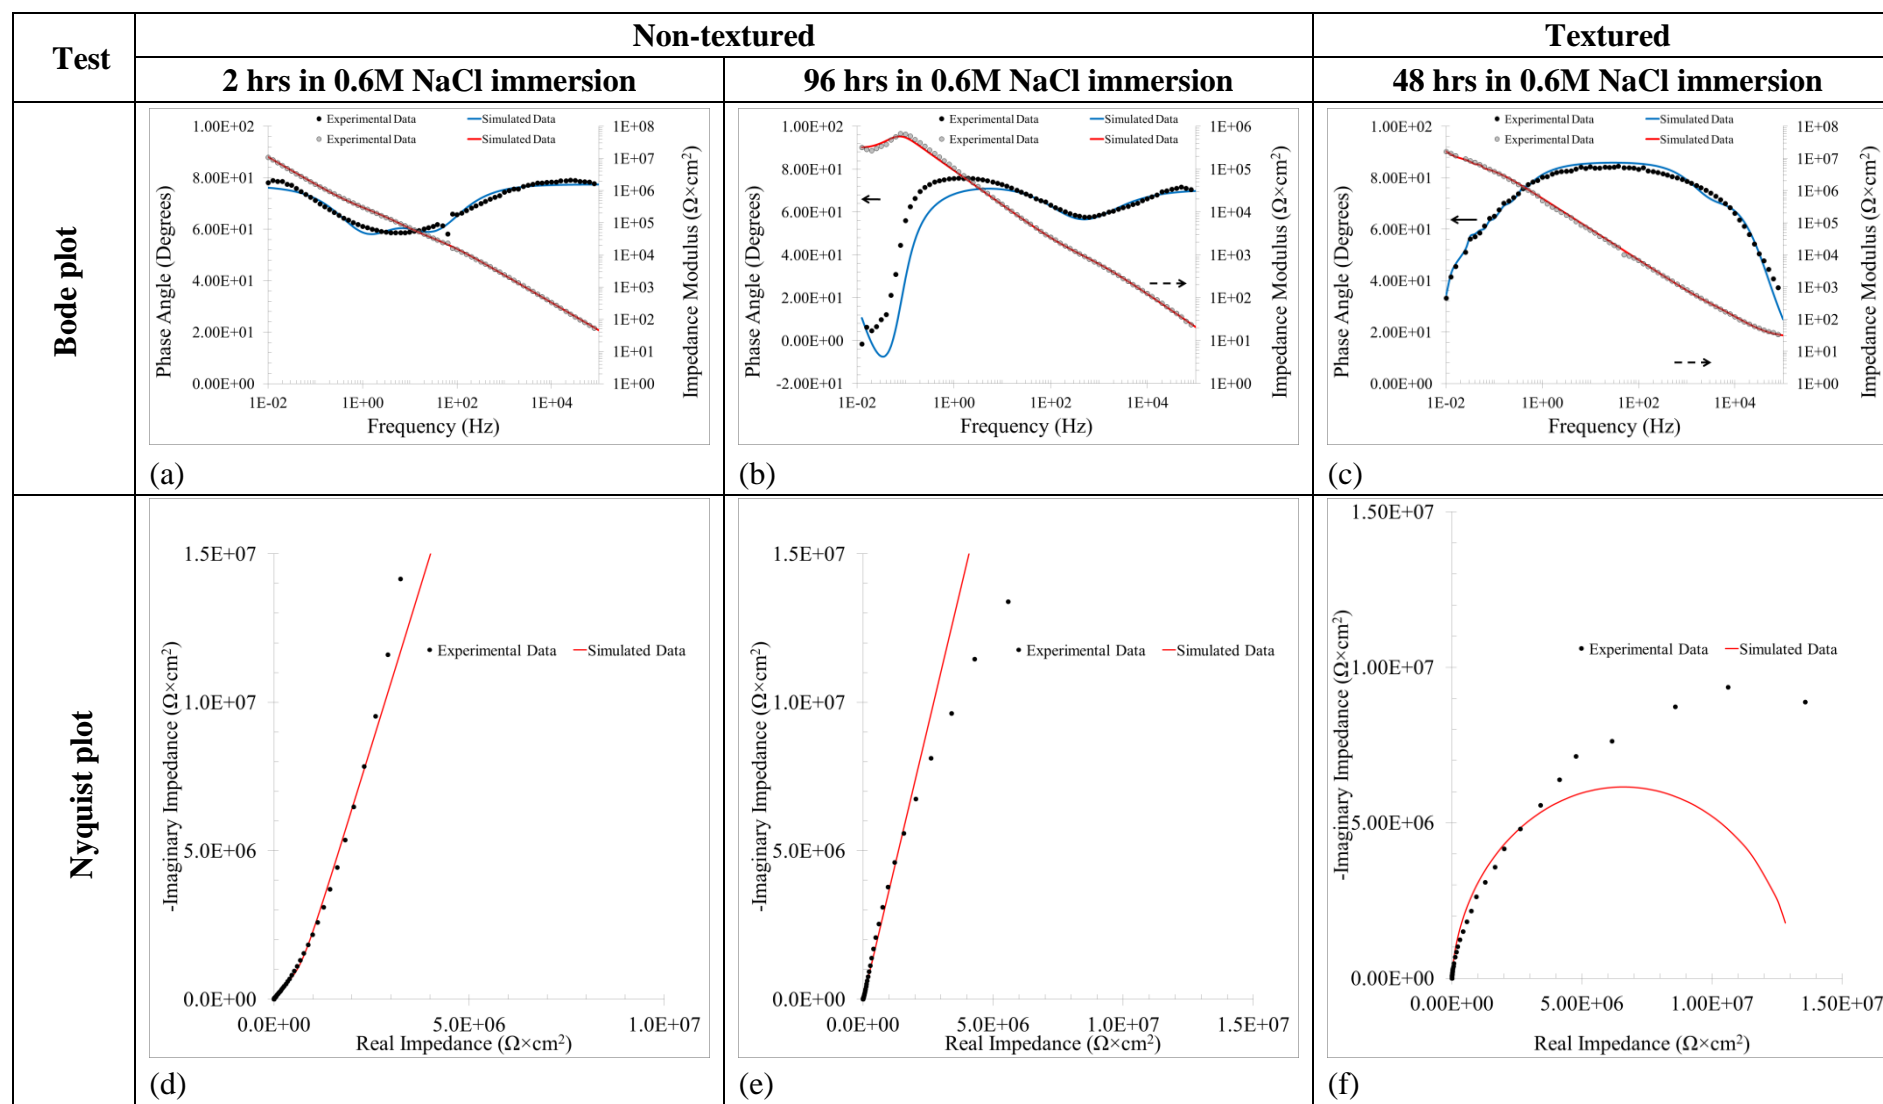 Test
Non-textured
Textured
2 hrs in 0.6M NaCl immersion
96 hrs in 0.6M NaCl immersion
48 hrs in 0.6M NaCl immersion
Bode plot
Experimental Data
Simulated Data
Experimental Data
Simulated Data
1.00E+02
8.00E+01
6.00E+01
4.00E+01
2.00E+01
0.00E+00
Phase Angle (Degrees)
1E+08
1E+07
1E+06
1E+05
1E+04
1E+03
1E+02
1E+01
1E+00
Impedance Modulus (Ω×cm²)
1E-02 1E+00 1E+02 1E+04
Frequency (Hz)
(a)
Experimental Data
Simulated Data
Experimental Data
Simulated Data
1.00E+02
8.00E+01
6.00E+01
4.00E+01
2.00E+01
0.00E+00
-2.00E+01
Phase Angle (Degrees)
1E+06
1E+05
1E+04
1E+03
1E+02
1E+01
1E+00
Impedance Modulus (Ω×cm²)
1E-02 1E+00 1E+02 1E+04
Frequency (Hz)
(b)
Experimental Data
Simulated Data
Experimental Data
Simulated Data
1.00E+02
8.00E+01
6.00E+01
4.00E+01
2.00E+01
0.00E+00
Phase Angle (Degrees)
1E+08
1E+07
1E+06
1E+05
1E+04
1E+03
1E+02
1E+01
1E+00
Impedance Modulus (Ω×cm²)
1E-02 1E+00 1E+02 1E+04
Frequency (Hz)
(c)
Nyquist plot
1.5E+07
1.0E+07
5.0E+06
0.0E+00
-Imaginary Impedance (Ω×cm²)
Experimental Data
Simulated Data
0.0E+00 5.0E+06 1.0E+07
Real Impedance (Ω×cm²)
(d)
1.5E+07
1.0E+07
5.0E+06
0.0E+00
-Imaginary Impedance (Ω×cm²)
Experimental Data
Simulated Data
0.0E+00 5.0E+06 1.0E+07 1.5E+07
Real Impedance (Ω×cm²)
(e)
1.50E+07
1.00E+07
5.00E+06
0.00E+00
-Imaginary Impedance (Ω×cm²)
Experimental Data
Simulated Data
0.00E+00 5.00E+06 1.00E+07 1.50E+07
Real Impedance (Ω×cm²)
(f)